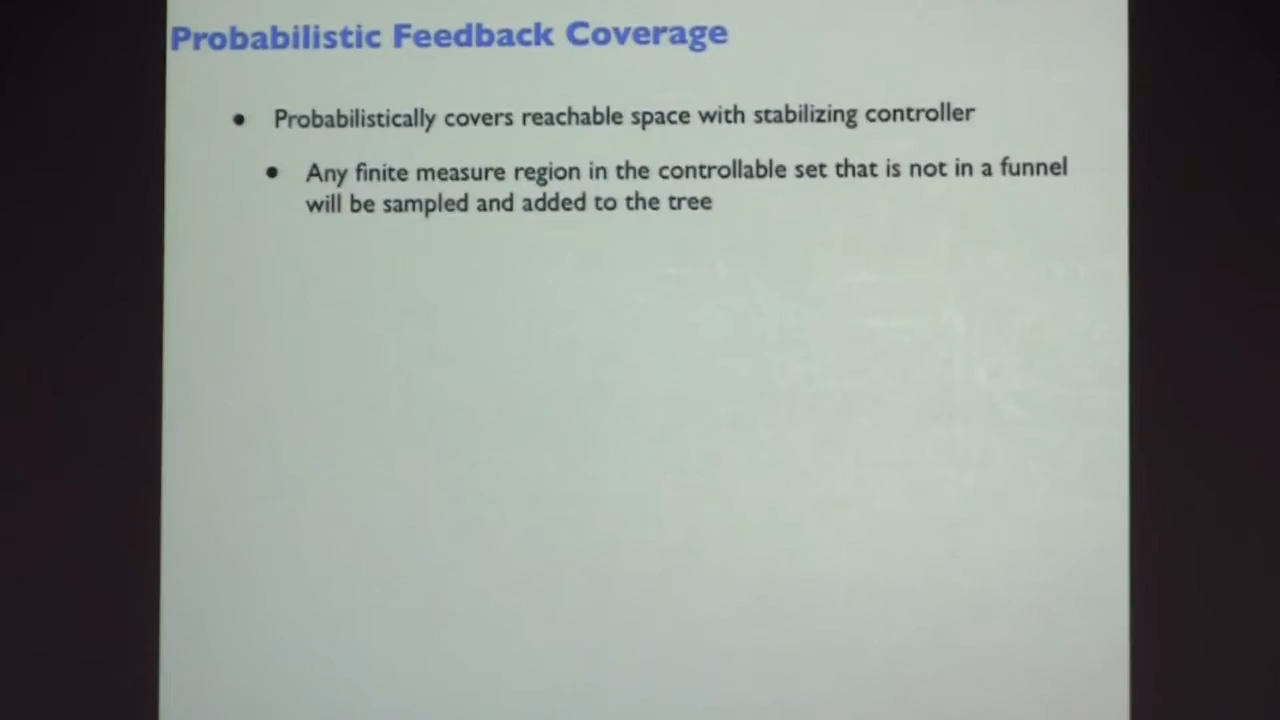 Probabilistic Feedback Coverage
• Probabilistically covers reachable space with stabilizing controller
• Any finite measure region in the controllable set that is not in a funnel
will be sampled and added to the tree